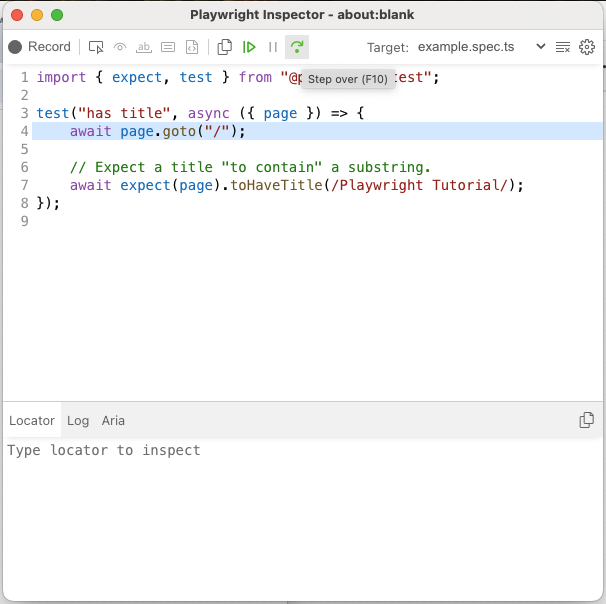 Playwright Inspector - about:blank
Record .ab, Target: example.spec.ts
1 import { expect, test } from "@p test";
Step over (F10)
2
3 test("has title", async ({ page }) => {
4 await page.goto("/");
5
6 // Expect a title "to contain" a substring.
7 await expect(page).toHaveTitle(/Playwright Tutorial/);
8 });
9
Locator Log Aria
Type locator to inspect